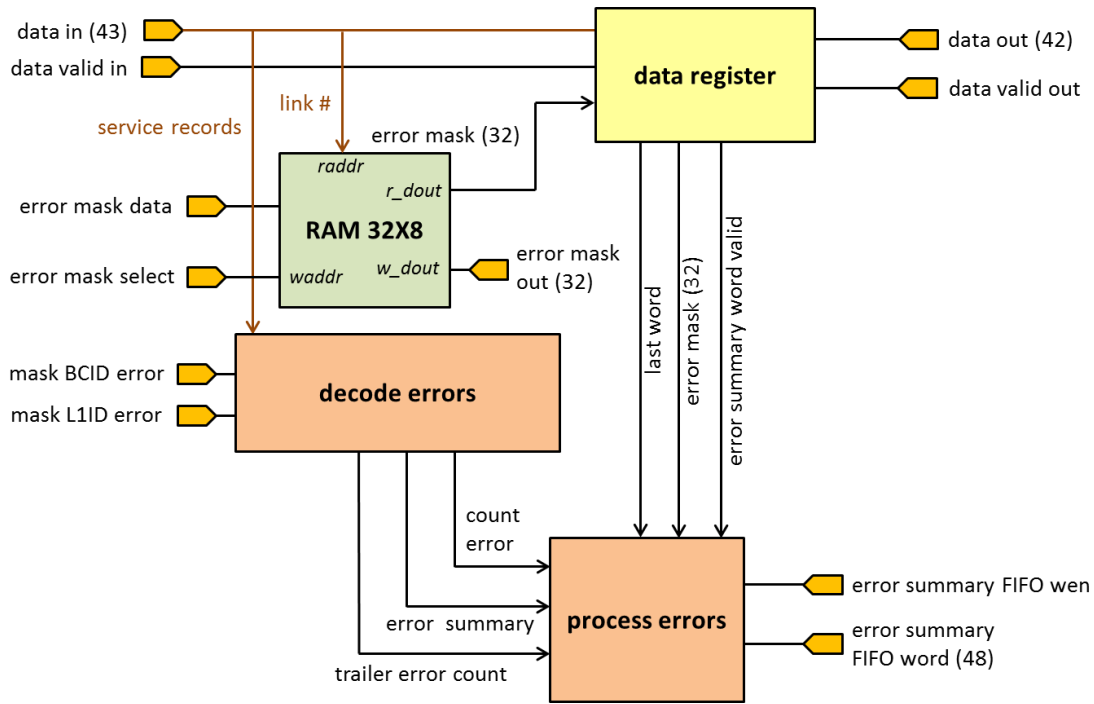 data in (43)
data valid in
data register
data out (42)
data valid out
link #
service records
error mask (32)
raddr
r_dout
RAM 32X8
w_dout
waddr
error mask data
error mask select
error mask
out (32)
mask BCID error
mask L1ID error
decode errors
last word
error mask (32)
error summary word valid
count
error
error summary
trailer error count
process errors
error summary FIFO wen
error summary
FIFO word (48)